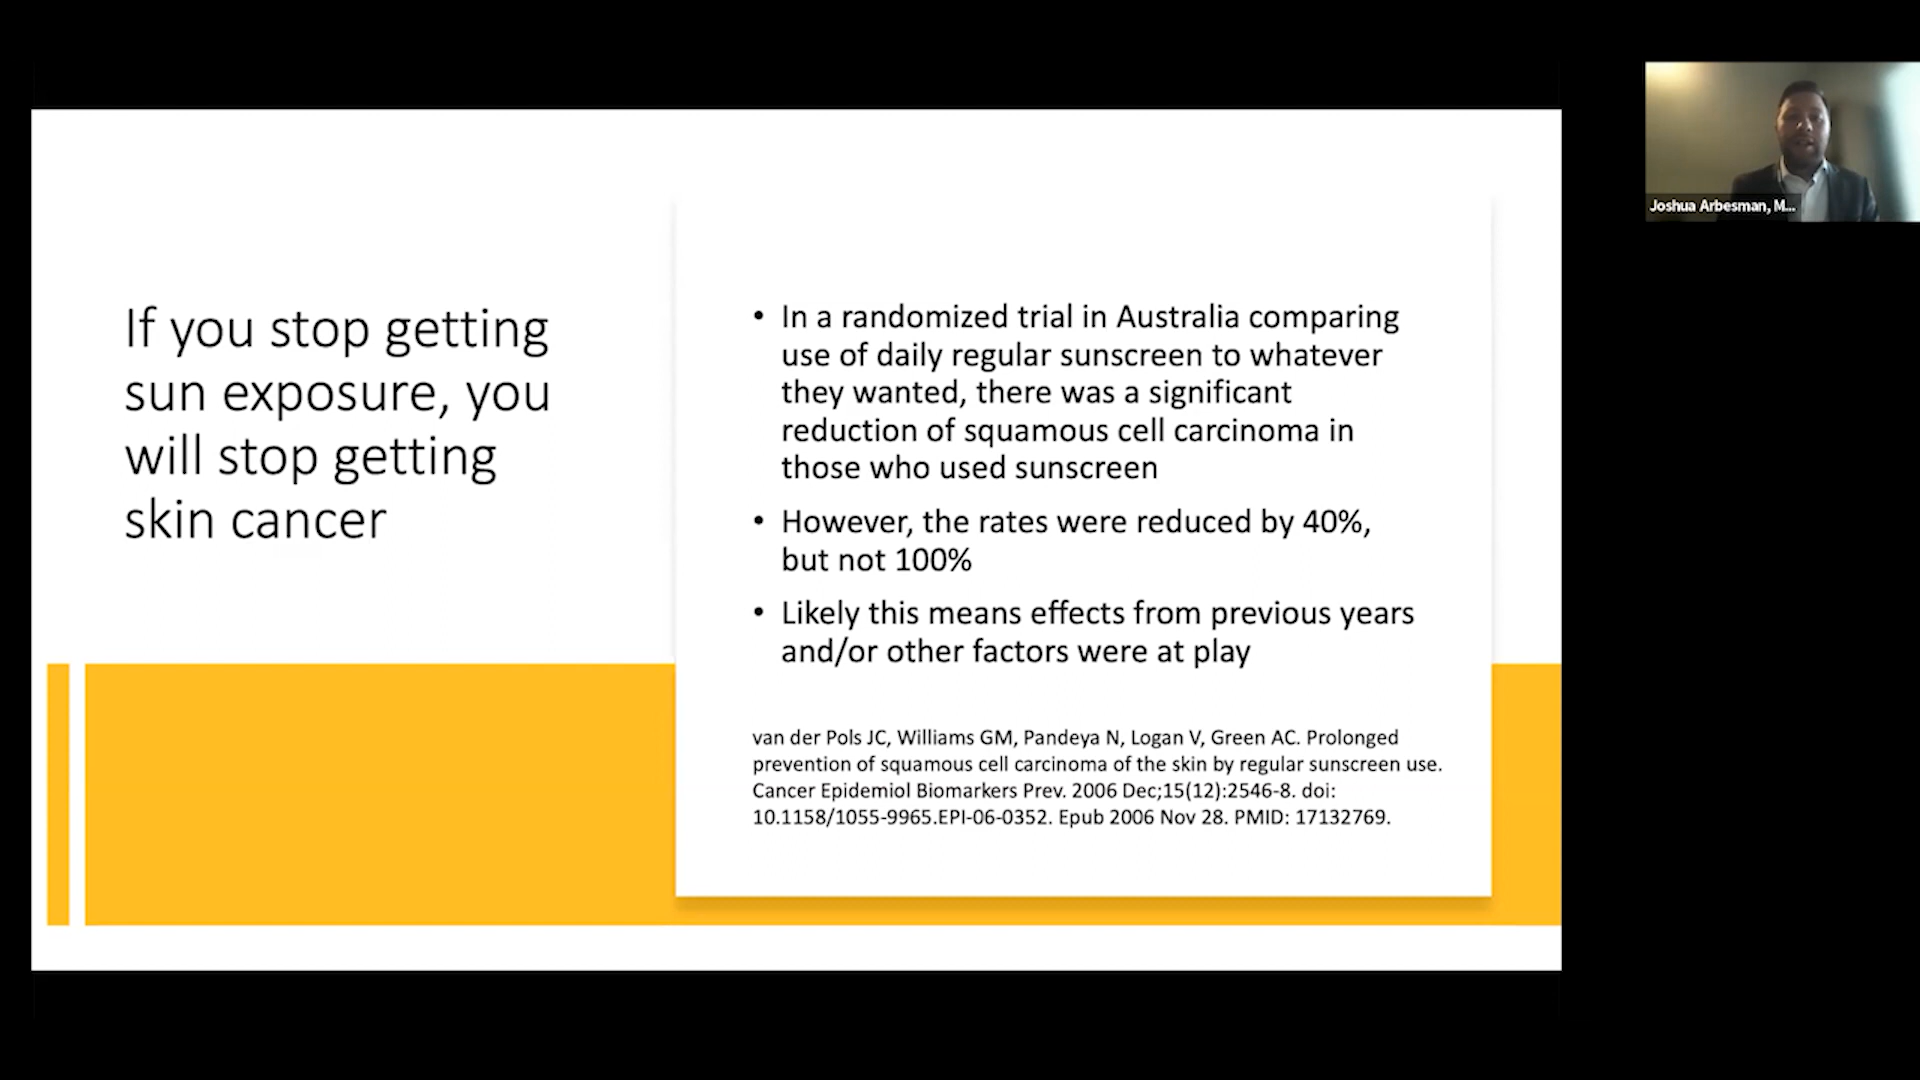 If you stop getting
sun exposure, you
will stop getting
skin cancer
• In a randomized trial in Australia comparing
use of daily regular sunscreen to whatever
they wanted, there was a significant
reduction of squamous cell carcinoma in
those who used sunscreen
• However, the rates were reduced by 40%,
but not 100%
• Likely this means effects from previous years
and/or other factors were at play
van der Pols JC, Williams GM, Pandeya N, Logan V, Green AC. Prolonged
prevention of squamous cell carcinoma of the skin by regular sunscreen use.
Cancer Epidemiol Biomarkers Prev. 2006 Dec;15(12):2546-8. doi:
10.1158/1055-9965.EPI-06-0352. Epub 2006 Nov 28. PMID: 17132769.
Joshua Arbesman, M...